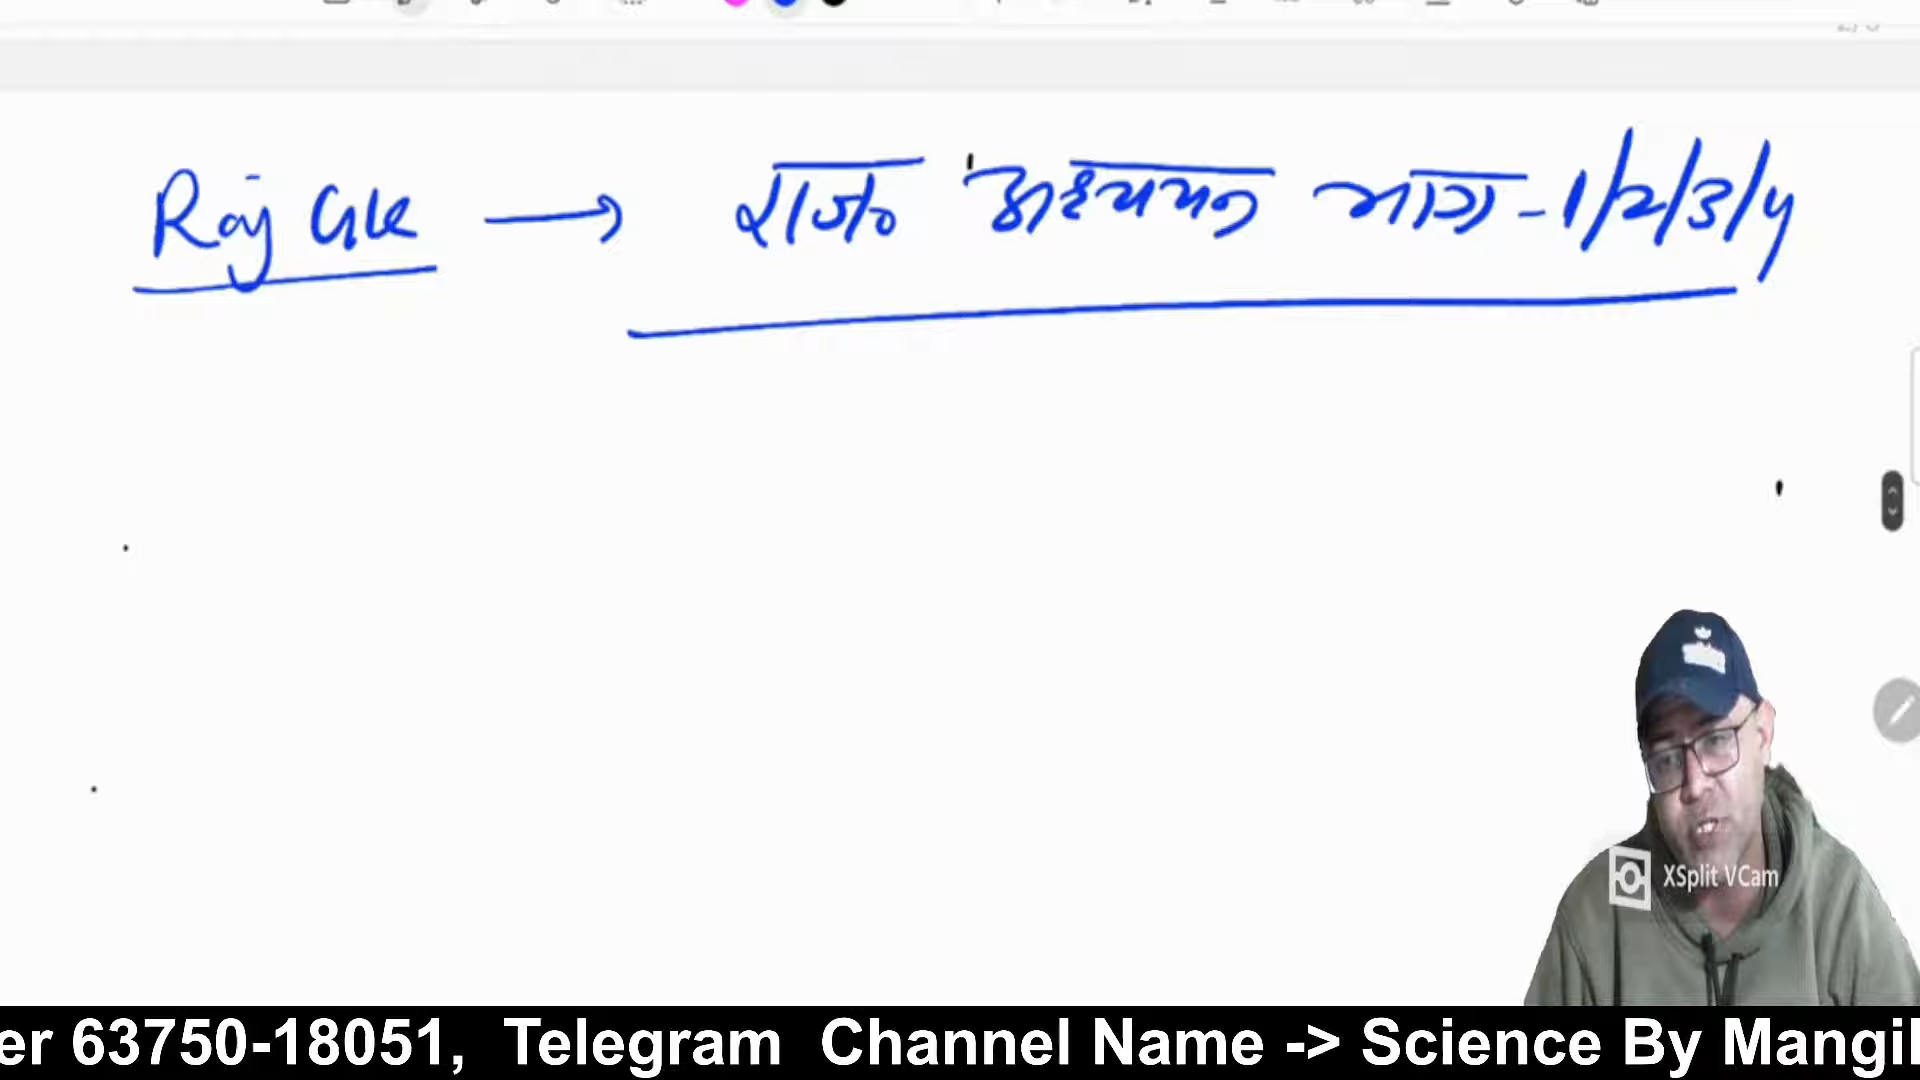 Raj GK → राज० अध्ययन भाग - 1/2/3/4
XSplit VCam
er 63750-18051, Telegram Channel Name -> Science By Mangil